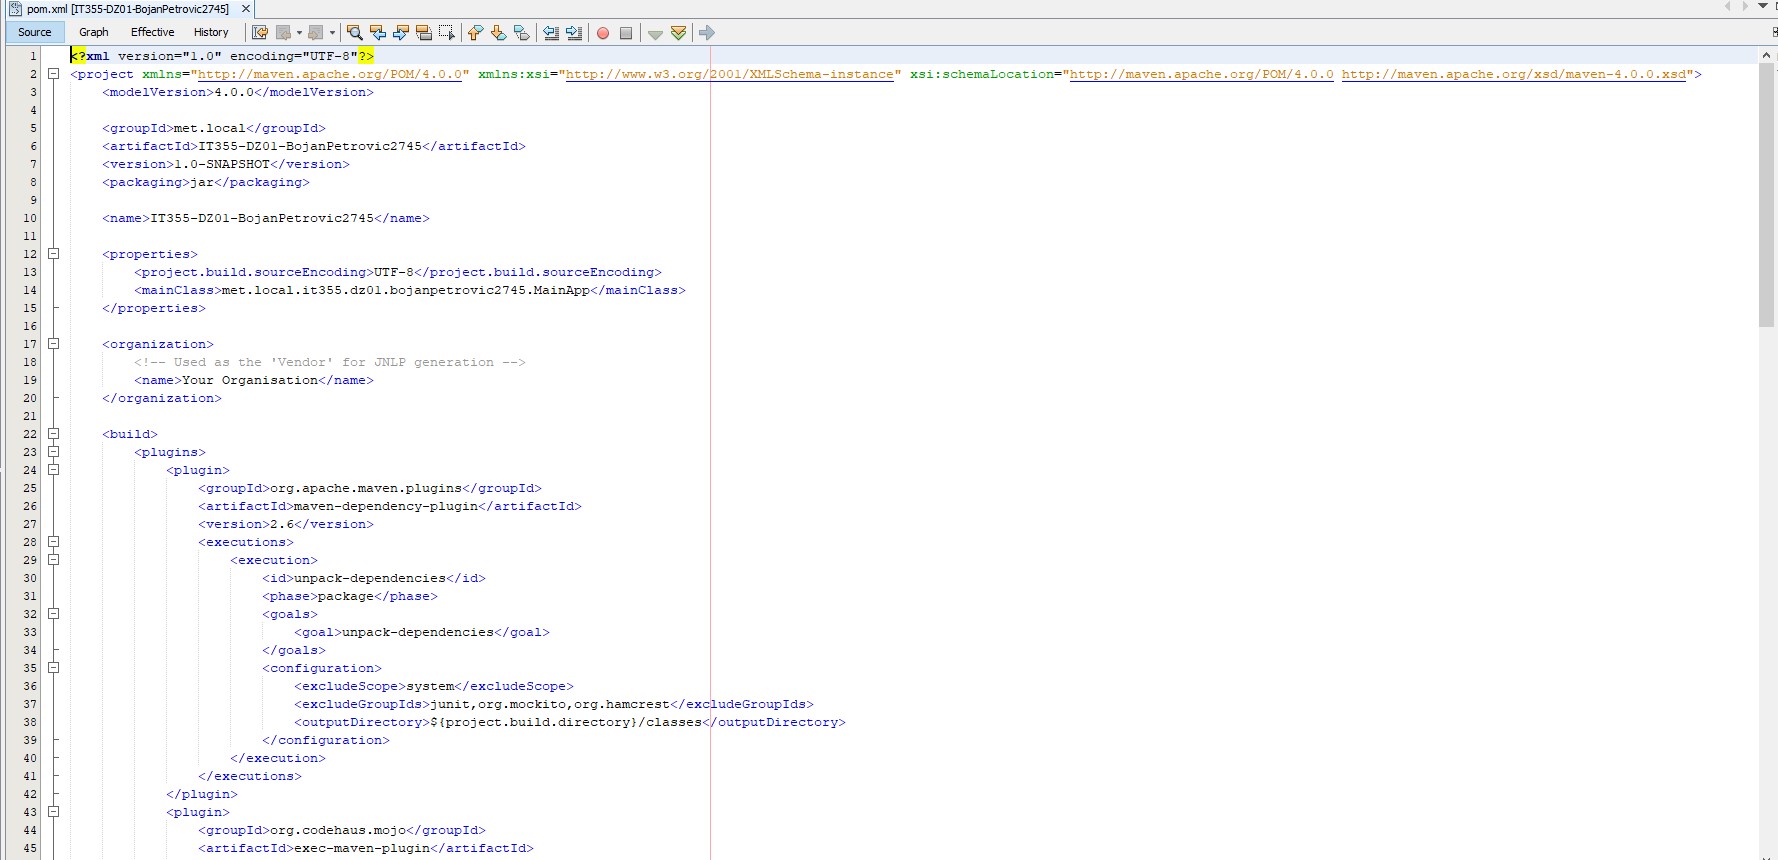 pom.xml [IT355-DZ01-BojanPetrovic2745]
Source Graph Effective History
1 <?xml version="1.0" encoding="UTF-8"?>
2 <project xmlns="http://maven.apache.org/POM/4.0.0" xmlns:xsi="http://www.w3.org/2001/XMLSchema-instance" xsi:schemaLocation="http://maven.apache.org/POM/4.0.0 http://maven.apache.org/xsd/maven-4.0.0.xsd">
3 <modelVersion>4.0.0</modelVersion>
4
5 <groupId>met.local</groupId>
6 <artifactId>IT355-DZ01-BojanPetrovic2745</artifactId>
7 <version>1.0-SNAPSHOT</version>
8 <packaging>jar</packaging>
9
10 <name>IT355-DZ01-BojanPetrovic2745</name>
11
12 <properties>
13 <project.build.sourceEncoding>UTF-8</project.build.sourceEncoding>
14 <mainClass>met.local.it355.dz01.bojanpetrovic2745.MainApp</mainClass>
15 </properties>
16
17 <organization>
18 <!-- Used as the 'Vendor' for JNLP generation -->
19 <name>Your Organisation</name>
20 </organization>
21
22 <build>
23 <plugins>
24 <plugin>
25 <groupId>org.apache.maven.plugins</groupId>
26 <artifactId>maven-dependency-plugin</artifactId>
27 <version>2.6</version>
28 <executions>
29 <execution>
30 <id>unpack-dependencies</id>
31 <phase>package</phase>
32 <goals>
33 <goal>unpack-dependencies</goal>
34 </goals>
35 <configuration>
36 <excludeScope>system</excludeScope>
37 <excludeGroupIds>junit,org.mockito,org.hamcrest</excludeGroupIds>
38 <outputDirectory>${project.build.directory}/classes</outputDirectory>
39 </configuration>
40 </execution>
41 </executions>
42 </plugin>
43 <plugin>
44 <groupId>org.codehaus.mojo</groupId>
45 <artifactId>exec-maven-plugin</artifactId>